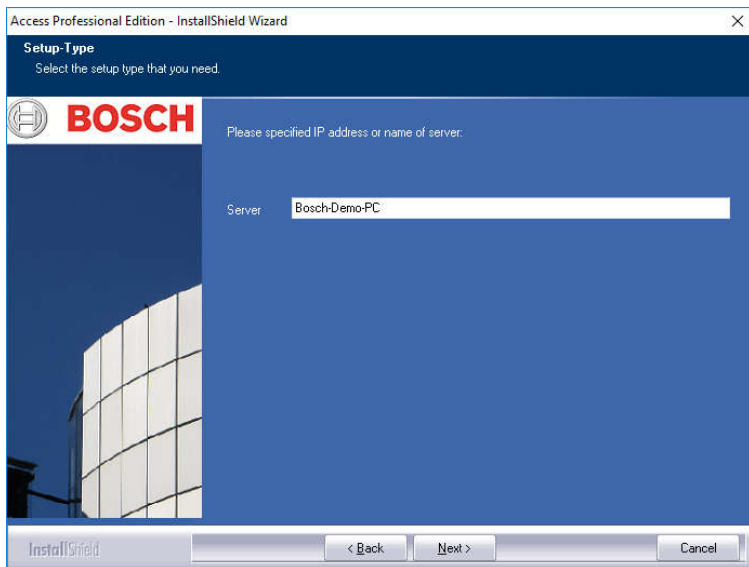 Access Professional Edition - InstallShield Wizard
Setup-Type
Select the setup type that you need.
BOSCH
Please specified IP address or name of server:
Server
Bosch-Demo-PC
InstallShield
< Back
Next >
Cancel